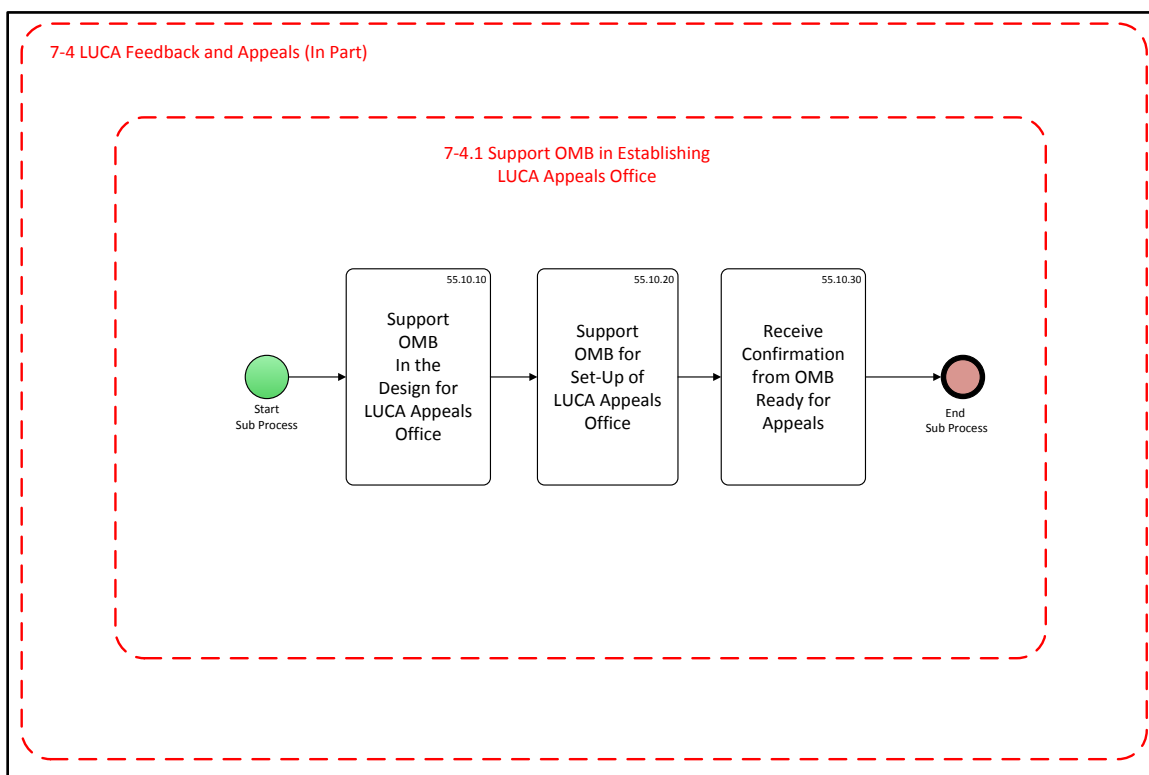 7-4 LUCA Feedback and Appeals (In Part)
7-4.1 Support OMB in Establishing
LUCA Appeals Office
55.10.10
Support
OMB
In the
Design for
LUCA Appeals
Office
55.10.20
Support
OMB for
Set-Up of
LUCA Appeals
Office
55.10.30
Receive
Confirmation
from OMB
Ready for
Appeals
Start
Sub Process
End
Sub Process